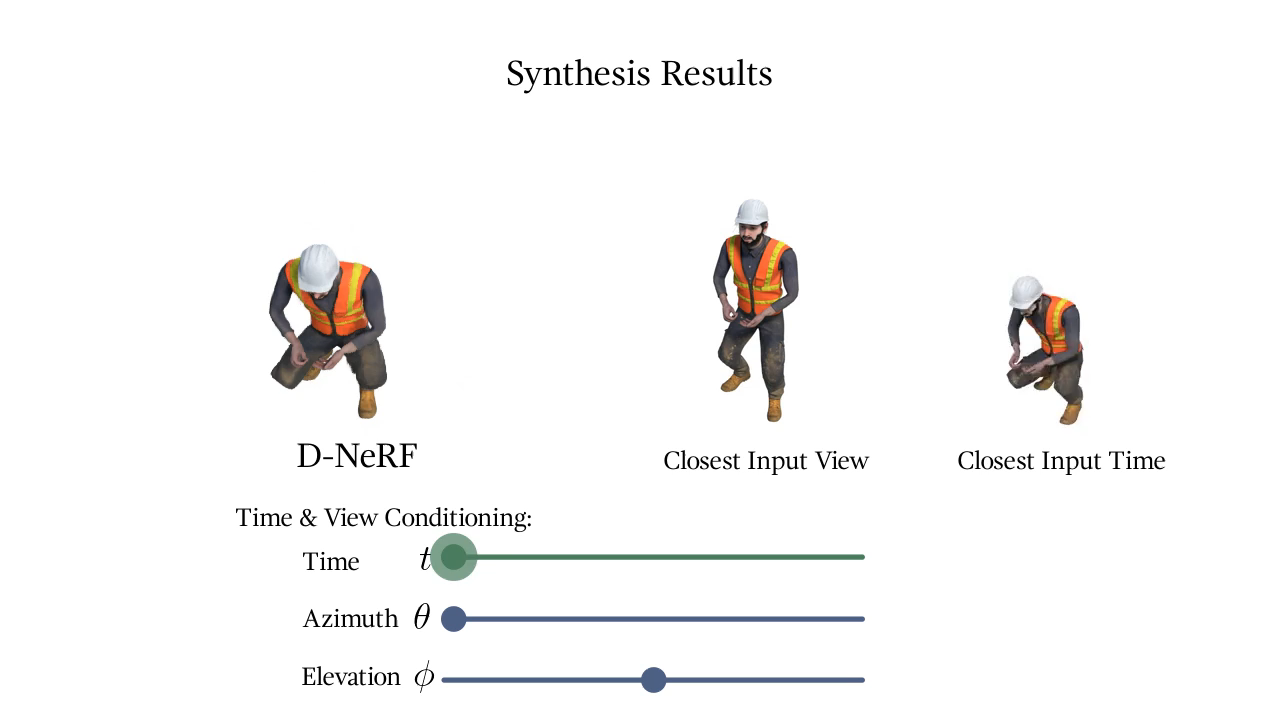 Synthesis Results
D-NeRF
Closest Input View
Closest Input Time
Time & View Conditioning:
Time t
Azimuth θ
Elevation ϕ